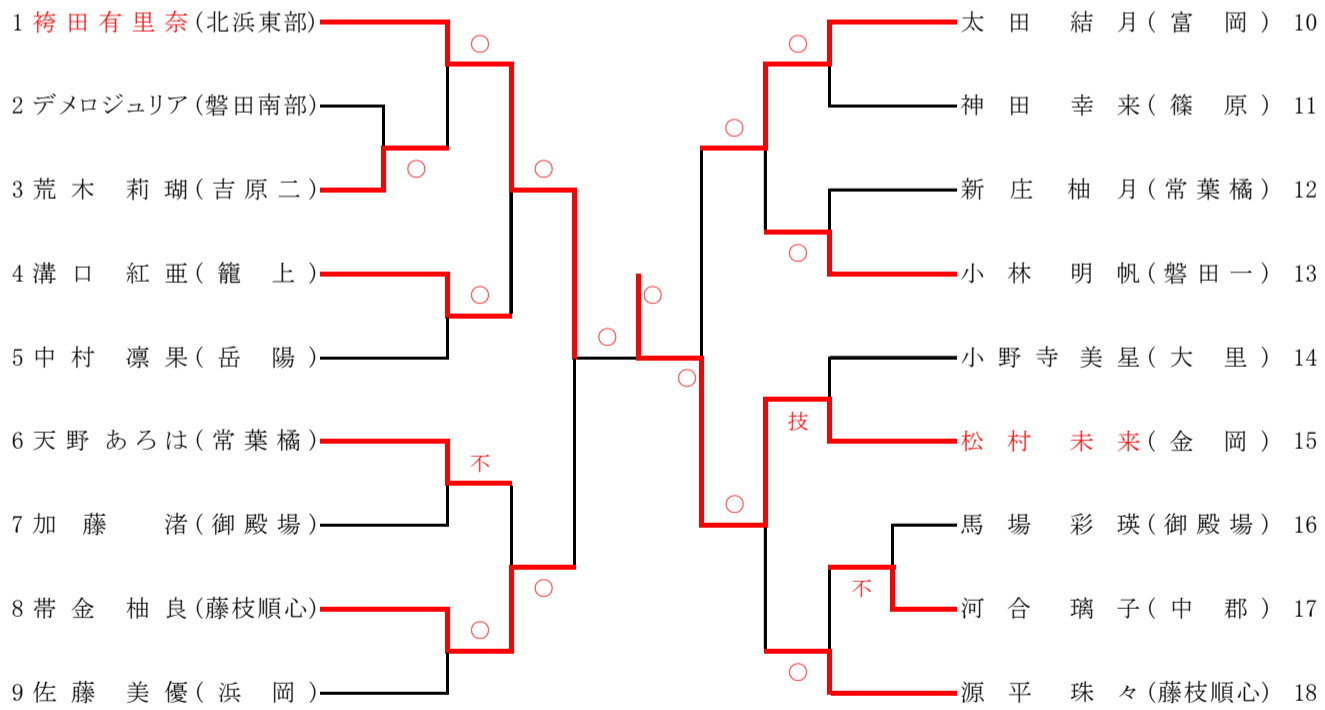 1 袴田有里奈(北浜東部)
○
2 デメロジュリア(磐田南部)
○
3 荒木 莉瑚(吉原二)
○
4 溝口 紅亜(籠上)
○
5 中村 凛果(岳陽)
○
6 天野 あろは(常葉橘)
不
7 加藤 渚(御殿場)
○
8 帯金 柚良(藤枝順心)
○
9 佐藤 美優(浜岡)
○
○
太田 結月(富岡) 10
○
神田 幸来(篠原) 11
○
新庄 柚月(常葉橘) 12
○
小林 明帆(磐田一) 13
小野寺 美星(大里) 14
技
松村 未来(金岡) 15
○
馬場 彩瑛(御殿場) 16
不
河合 璃子(中郡) 17
○
源平 珠々(藤枝順心) 18